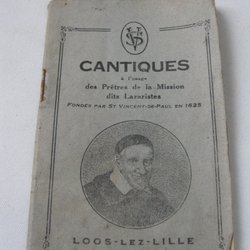 CANTIQUES
à l'usage
des Prêtres de la Mission
dits Lazaristes
FONDÉS PAR ST VINCENT-DE-PAUL EN 1625
LOOS-LEZ-LILLE